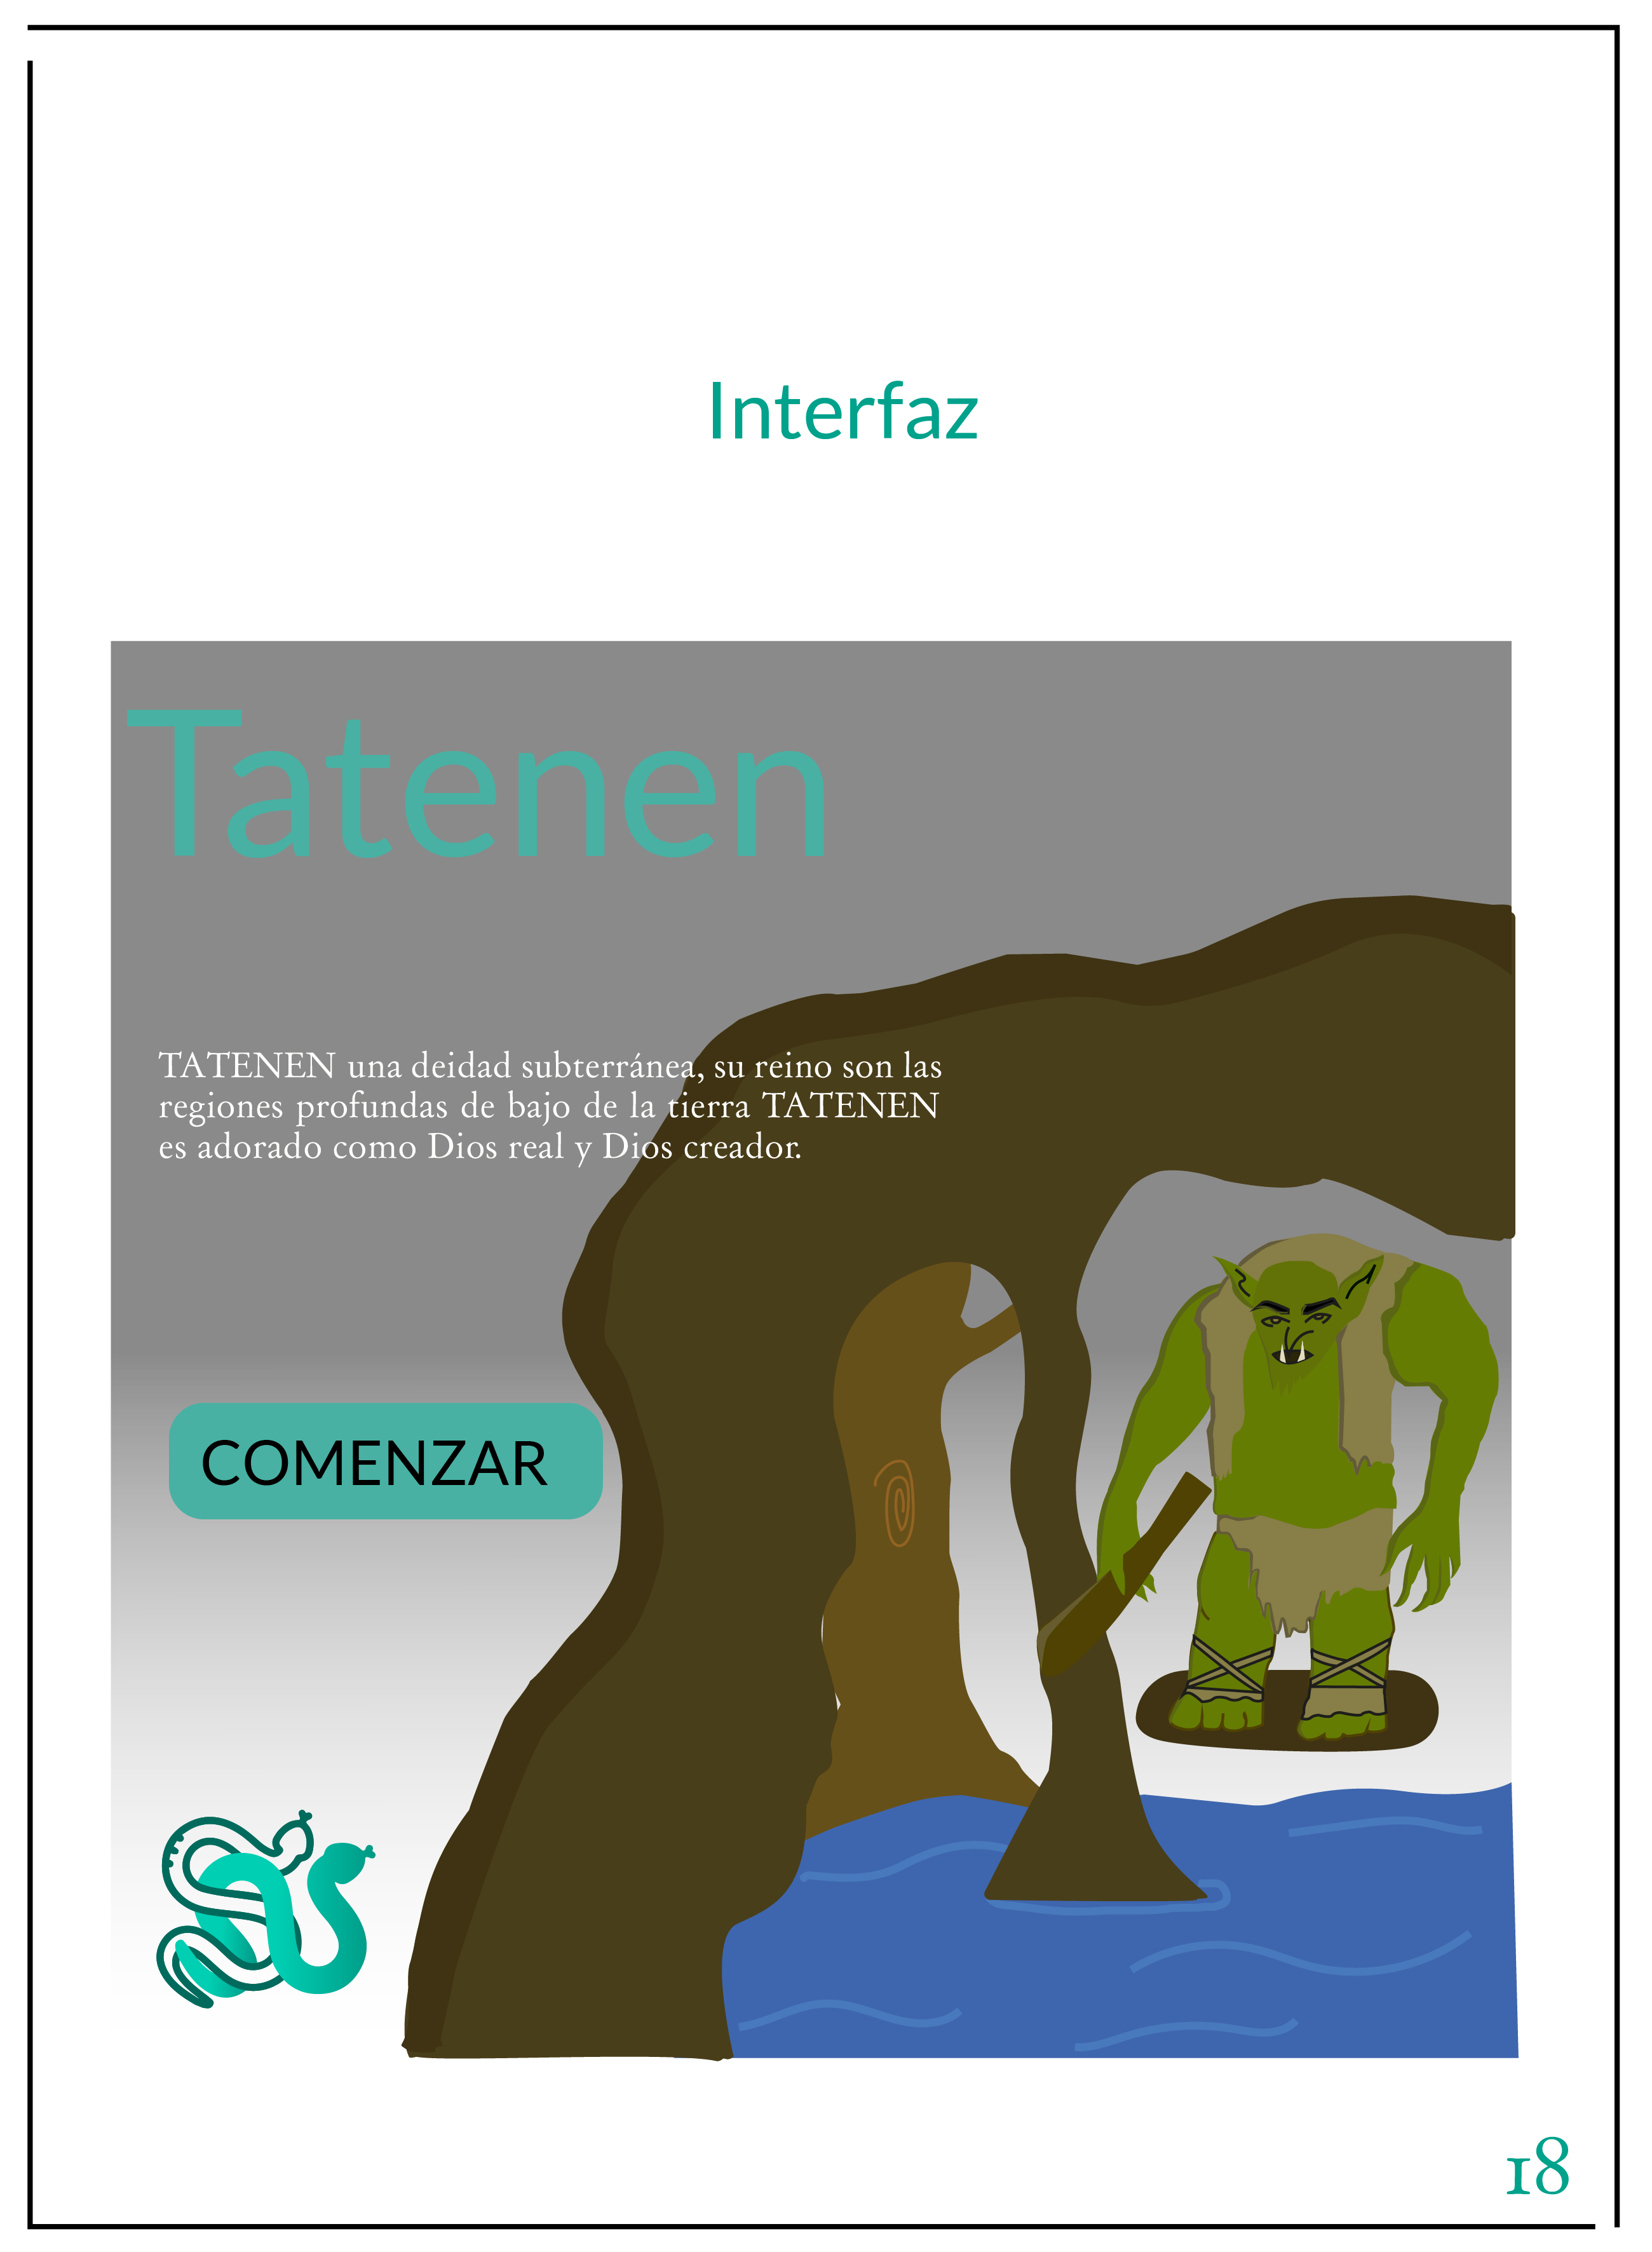 Interfaz
Tatenen
TATENEN una deidad subterránea, su reino son las
regiones profundas de bajo de la tierra TATENEN
es adorado como Dios real y Dios creador.
COMENZAR
18